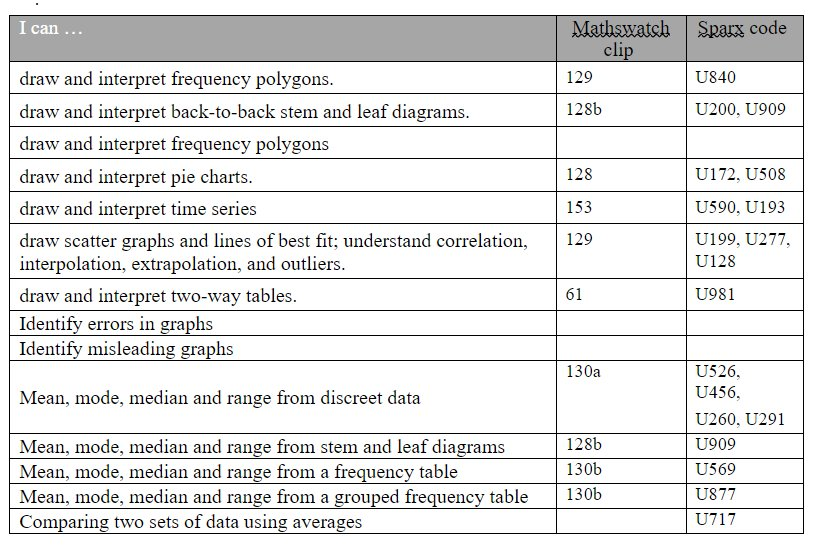 I can …
Mathswatch clip
Sparx code
draw and interpret frequency polygons.
129
U840
draw and interpret back-to-back stem and leaf diagrams.
128b
U200, U909
draw and interpret frequency polygons
draw and interpret pie charts.
128
U172, U508
draw and interpret time series
153
U590, U193
draw scatter graphs and lines of best fit; understand correlation,
interpolation, extrapolation, and outliers.
129
U199, U277,
U128
draw and interpret two-way tables.
61
U981
Identify errors in graphs
Identify misleading graphs
Mean, mode, median and range from discreet data
130a
U526,
U456,
U260, U291
Mean, mode, median and range from stem and leaf diagrams
128b
U909
Mean, mode, median and range from a frequency table
130b
U569
Mean, mode, median and range from a grouped frequency table
130b
U877
Comparing two sets of data using averages
U717